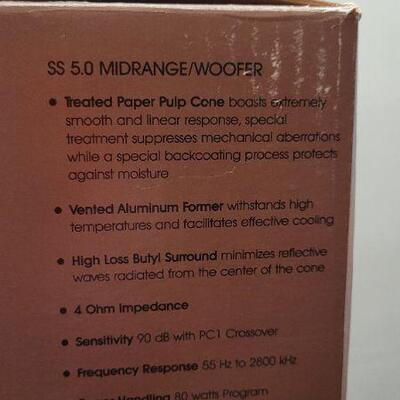 SS 5.0 MIDRANGE/WOOFER
• Treated Paper Pulp Cone boasts extremely
smooth and linear response, special
treatment suppresses mechanical aberrations
while a special backcoating process protects
against moisture
• Vented Aluminum Former withstands high
temperatures and facilitates effective cooling
• High Loss Butyl Surround minimizes reflective
waves radiated from the center of the cone
• 4 Ohm Impedance
• Sensitivity 90 dB with PC1 Crossover
• Frequency Response 55 Hz to 2800 kHz
Handling 80 watts Program